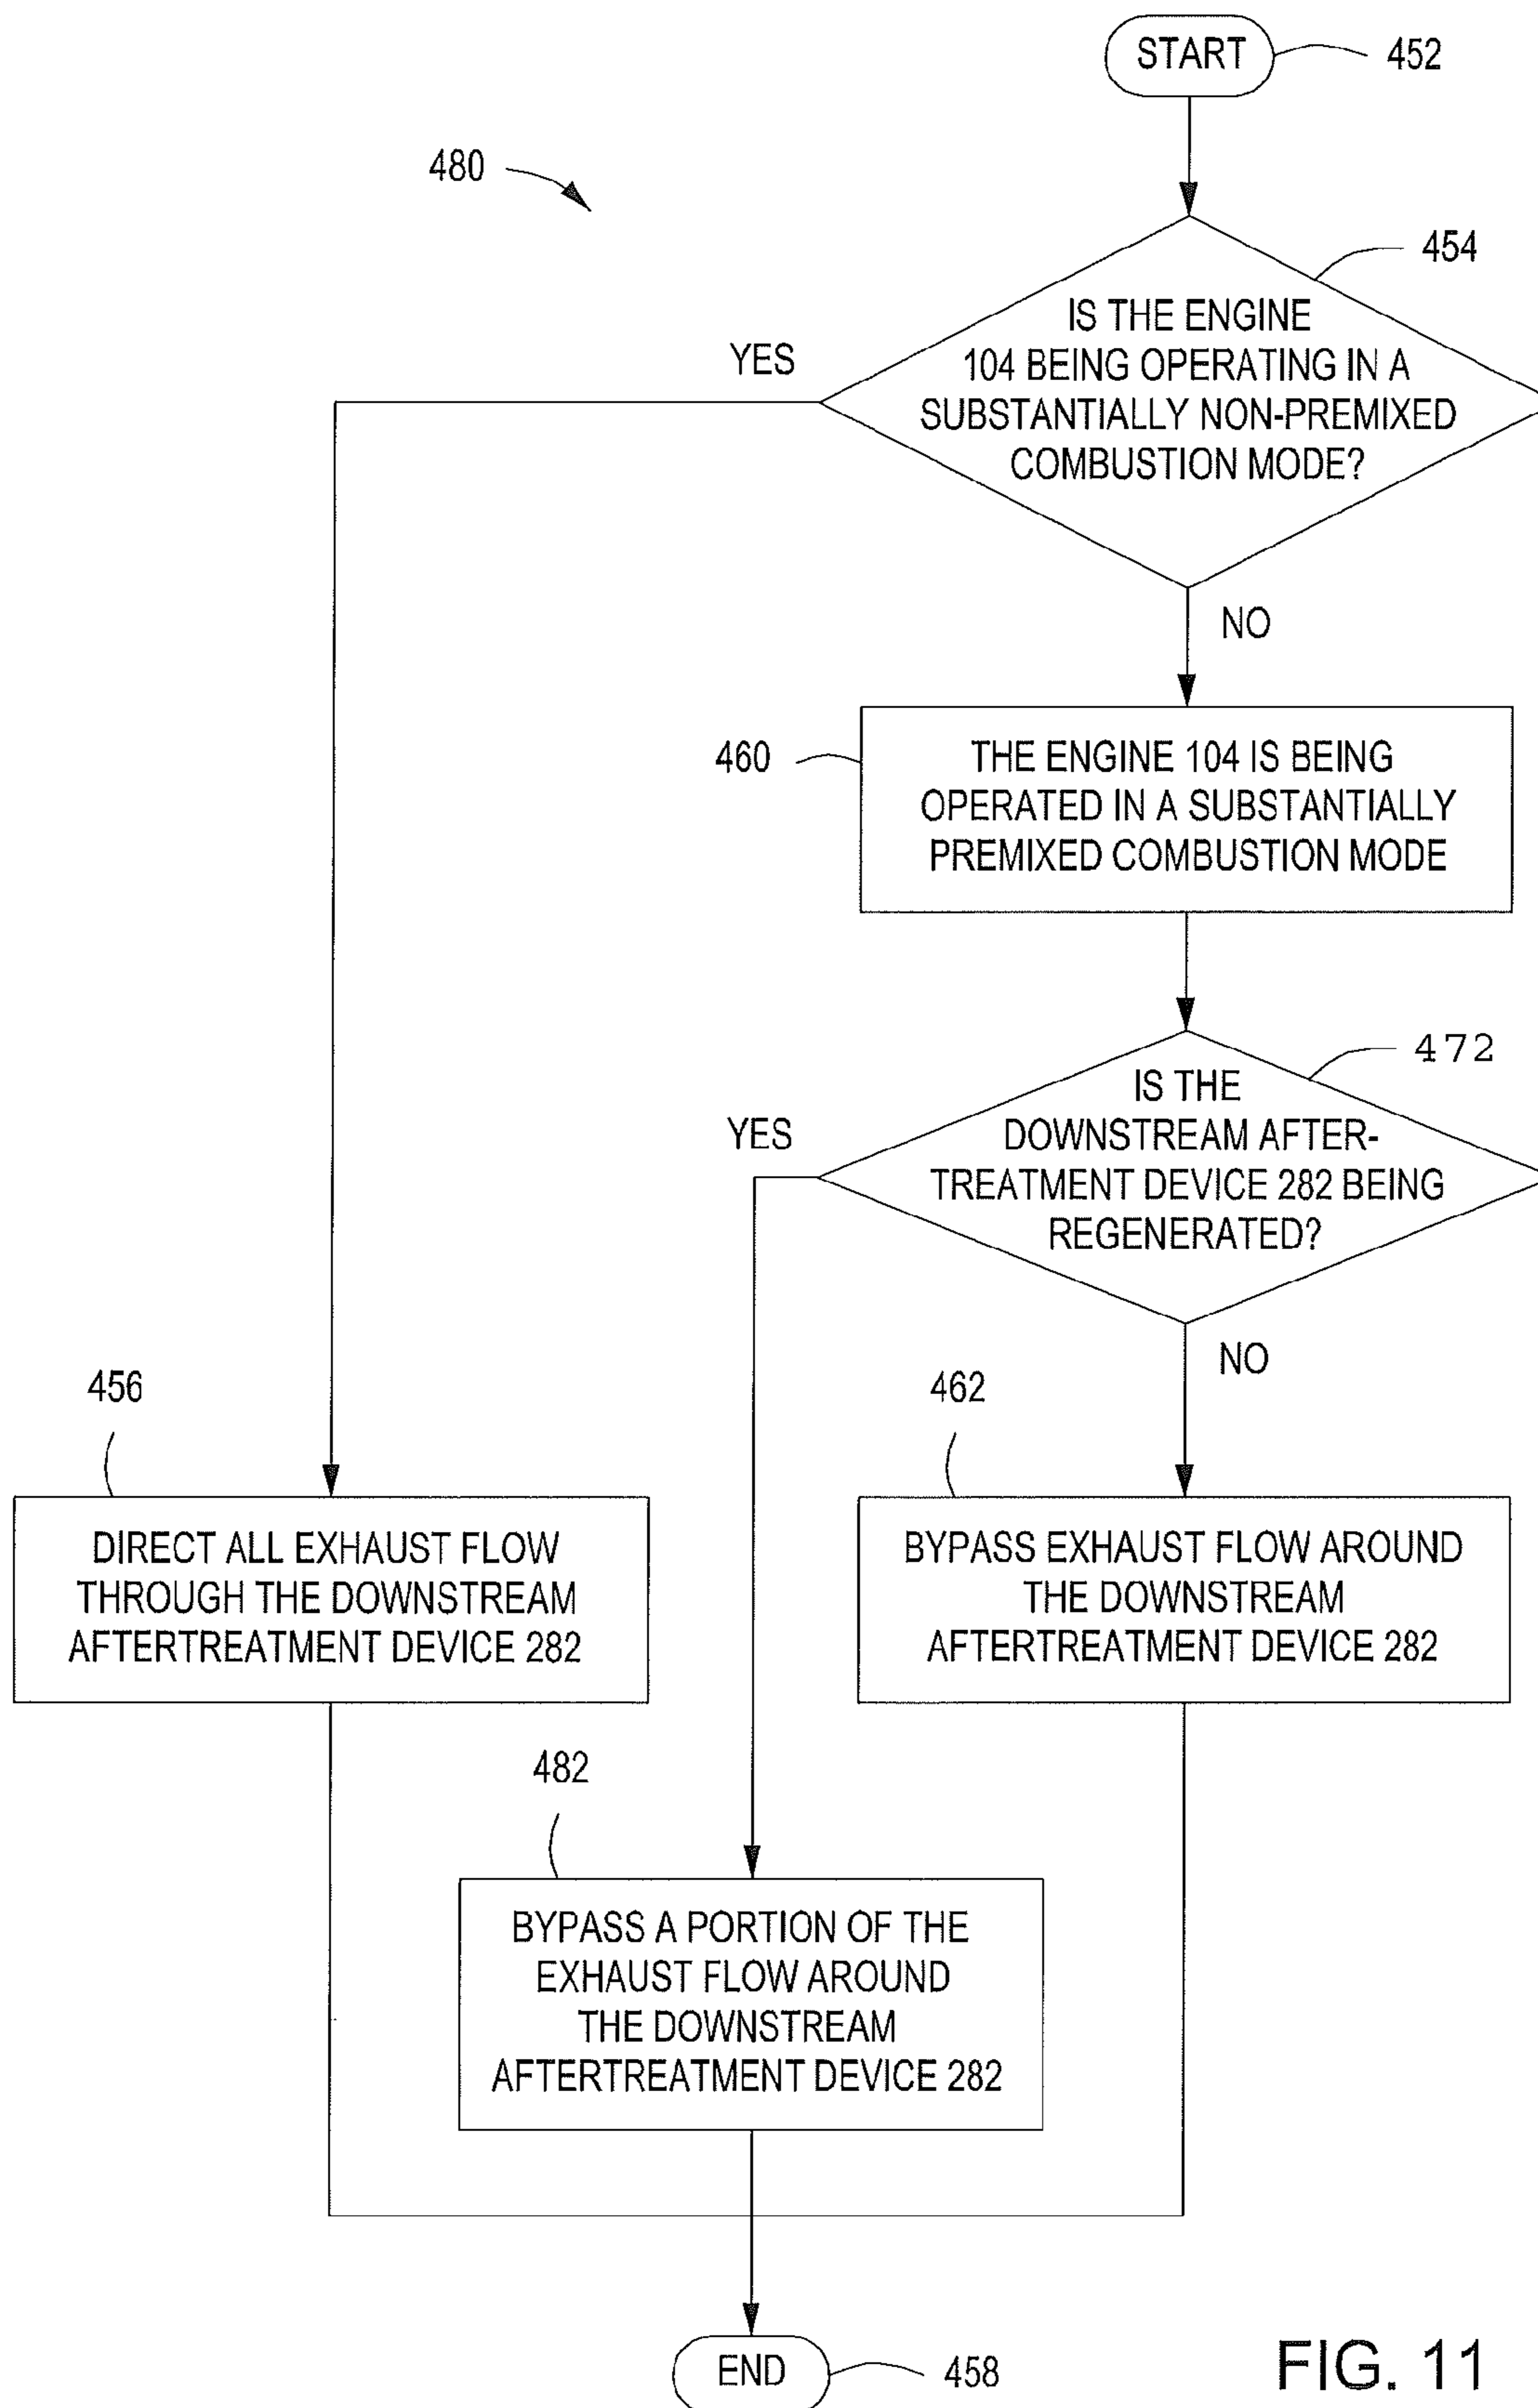 START
452
480
454
IS THE ENGINE
104 BEING OPERATING IN A
SUBSTANTIALLY NON-PREMIXED
COMBUSTION MODE?
YES
NO
460
THE ENGINE 104 IS BEING
OPERATED IN A SUBSTANTIALLY
PREMIXED COMBUSTION MODE
472
IS THE
DOWNSTREAM AFTER-
TREATMENT DEVICE 282 BEING
REGENERATED?
YES
NO
456
DIRECT ALL EXHAUST FLOW
THROUGH THE DOWNSTREAM
AFTERTREATMENT DEVICE 282
462
BYPASS EXHAUST FLOW AROUND
THE DOWNSTREAM
AFTERTREATMENT DEVICE 282
482
BYPASS A PORTION OF THE
EXHAUST FLOW AROUND
THE DOWNSTREAM
AFTERTREATMENT DEVICE 282
END
458
FIG. 11